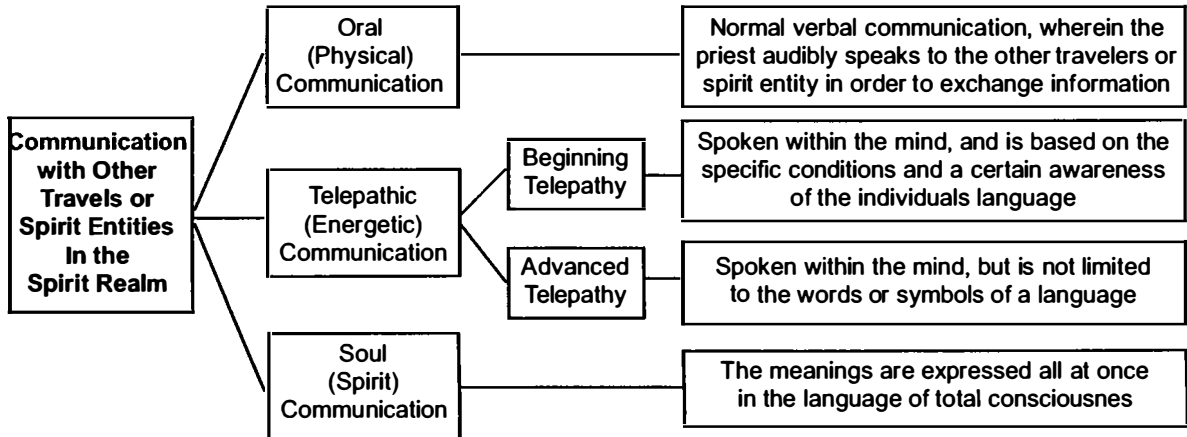 Communication
with Other
Travels or
Spirit Entities
In the
Spirit Realm
Oral
(Physical)
Communication
Normal verbal communication, wherein the
priest audibly speaks to the other travelers or
spirit entity in order to exchange information
Telepathic
(Energetic)
Communication
Beginning
Telepathy
Spoken within the mind, and is based on the
specific conditions and a certain awareness
of the individuals language
Advanced
Telepathy
Spoken within the mind, but is not limited
to the words or symbols of a language
Soul
(Spirit)
Communication
The meanings are expressed all at once
in the language of total consciousnes